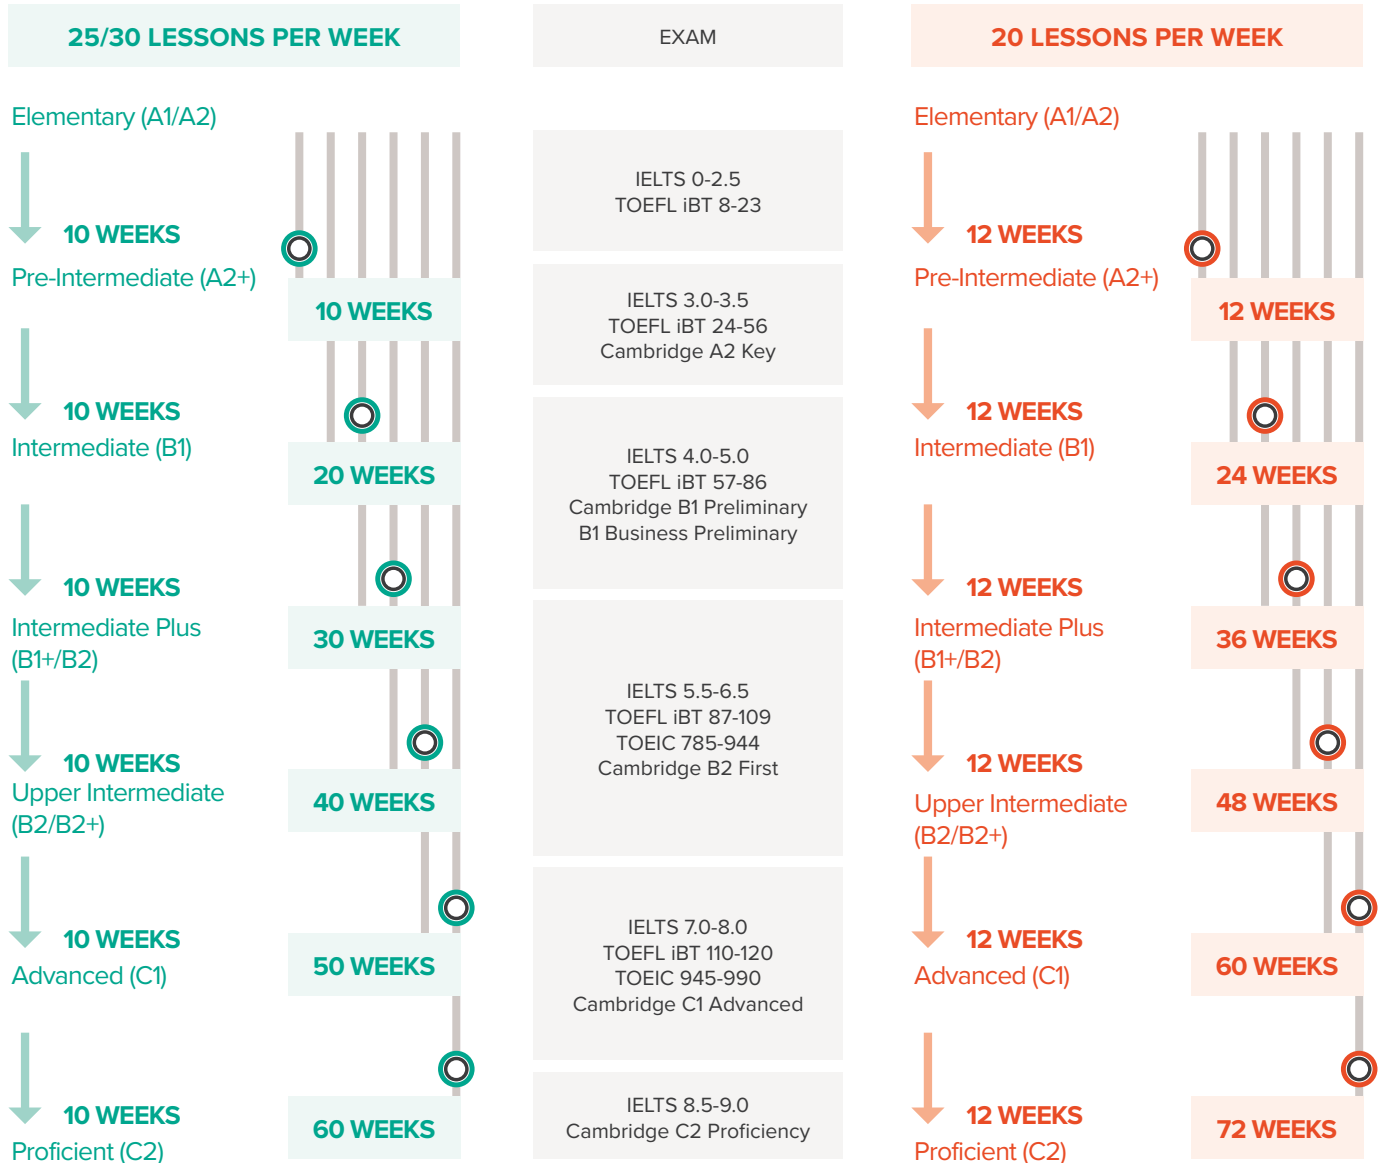 25/30 LESSONS PER WEEK
Elementary (A1/A2)
10 WEEKS
Pre-Intermediate (A2+)
10 WEEKS
10 WEEKS
Intermediate (B1)
20 WEEKS
10 WEEKS
Intermediate Plus
(B1+/B2)
30 WEEKS
10 WEEKS
Upper Intermediate
(B2/B2+)
40 WEEKS
10 WEEKS
Advanced (C1)
50 WEEKS
10 WEEKS
Proficient (C2)
60 WEEKS
EXAM
IELTS 0-2.5
TOEFL iBT 8-23
IELTS 3.0-3.5
TOEFL iBT 24-56
Cambridge A2 Key
IELTS 4.0-5.0
TOEFL iBT 57-86
Cambridge B1 Preliminary
B1 Business Preliminary
IELTS 5.5-6.5
TOEFL iBT 87-109
TOEIC 785-944
Cambridge B2 First
IELTS 7.0-8.0
TOEFL iBT 110-120
TOEIC 945-990
Cambridge C1 Advanced
IELTS 8.5-9.0
Cambridge C2 Proficiency
20 LESSONS PER WEEK
Elementary (A1/A2)
12 WEEKS
Pre-Intermediate (A2+)
12 WEEKS
12 WEEKS
Intermediate (B1)
24 WEEKS
12 WEEKS
Intermediate Plus
(B1+/B2)
36 WEEKS
12 WEEKS
Upper Intermediate
(B2/B2+)
48 WEEKS
12 WEEKS
Advanced (C1)
60 WEEKS
12 WEEKS
Proficient (C2)
72 WEEKS